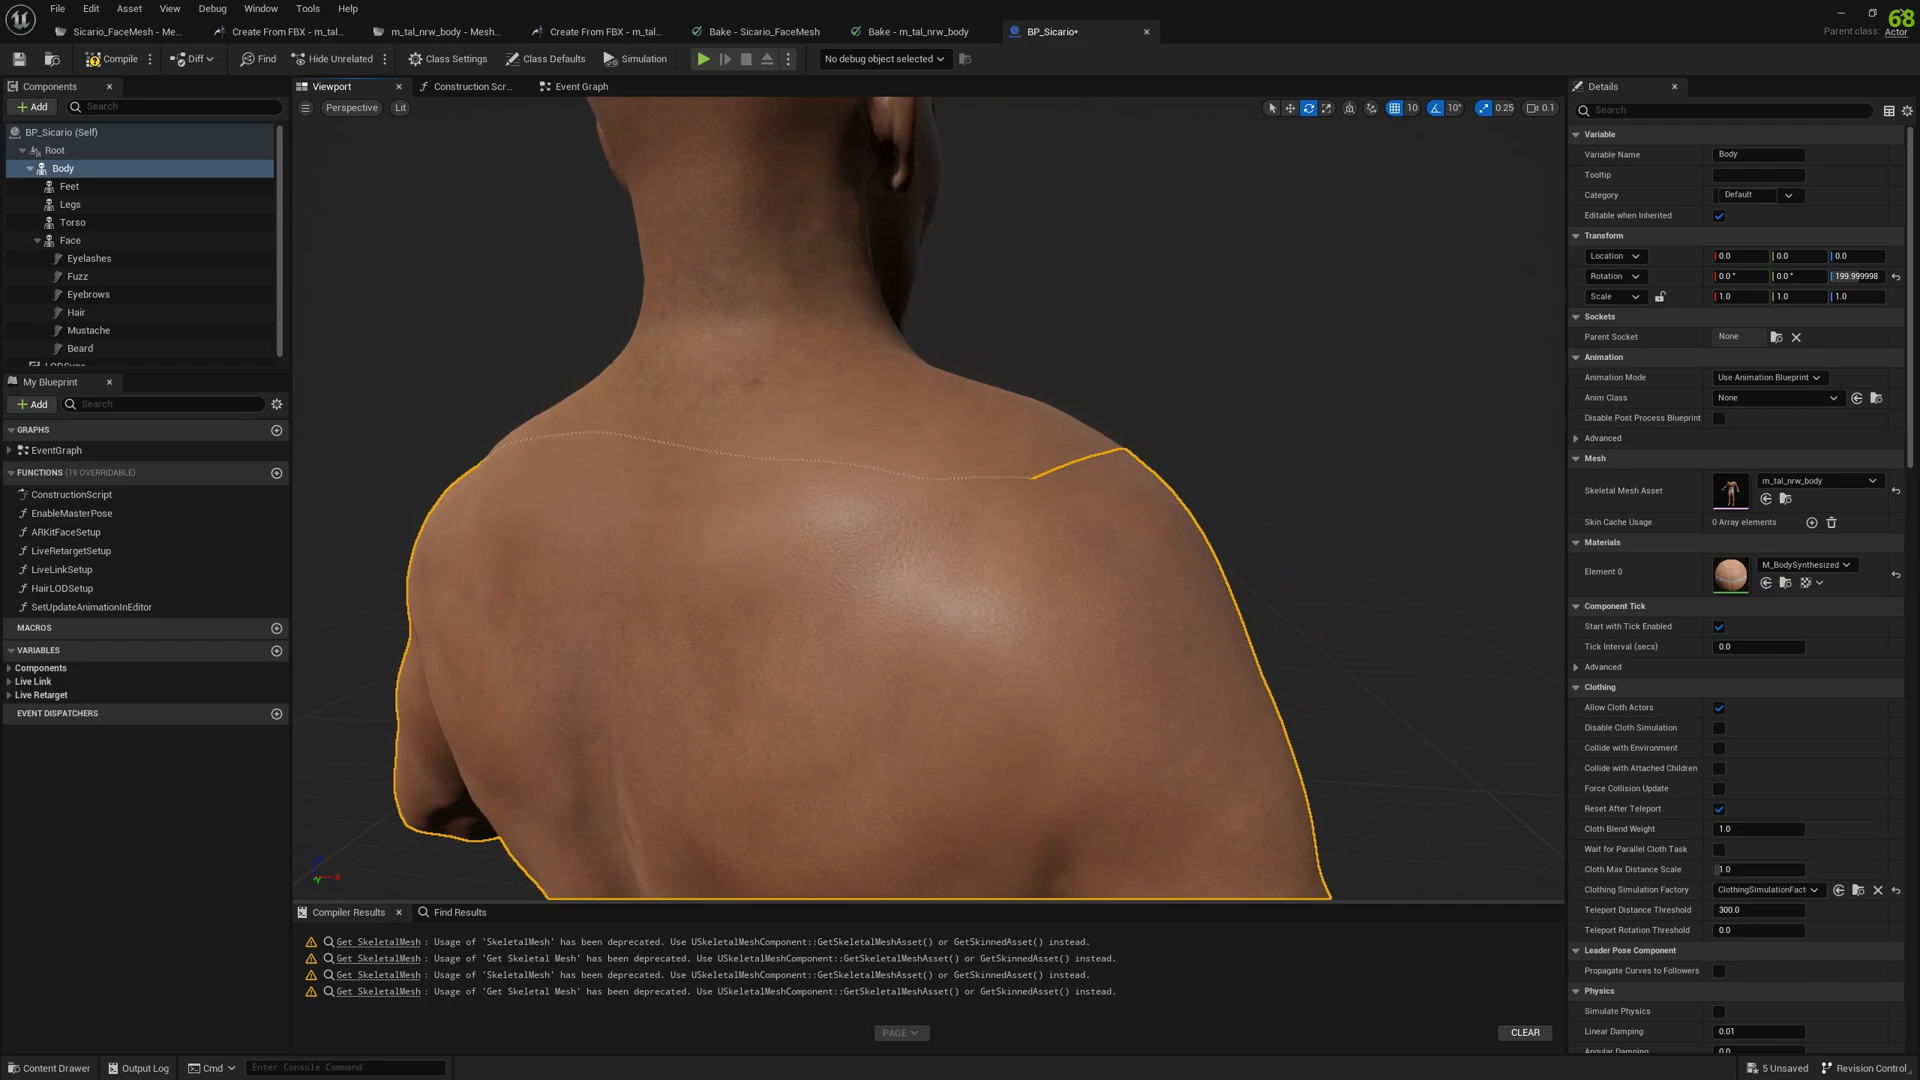 File Edit Asset View Debug Window Tools Help
68
Sicario_FaceMesh - Me... Create From FBX - m_tal... m_tal_nrw_body - Mesh... Create From FBX - m_tal... Bake - Sicario_FaceMesh Bake - m_tal_nrw_body BP_Sicario•
Parent class: Actor
Compile Diff Find Hide Unrelated Class Settings Class Defaults Simulation No debug object selected
Components
Add Search
BP_Sicario (Self)
Root
Body
Feet
Legs
Torso
Face
Eyelashes
Fuzz
Eyebrows
Hair
Mustache
Beard
My Blueprint
Add Search
GRAPHS
EventGraph
FUNCTIONS (19 OVERRIDABLE)
ConstructionScript
EnableMasterPose
ARKitFaceSetup
LiveRetargetSetup
LiveLinkSetup
HairLODSetup
SetUpdateAnimationInEditor
MACROS
VARIABLES
Components
Live Link
Live Retarget
EVENT DISPATCHERS
Viewport Construction Scr... Event Graph
Perspective Lit
10 10° 0.25 0.1
X
Compiler Results Find Results
Get SkeletalMesh : Usage of 'SkeletalMesh' has been deprecated. Use USkeletalMeshComponent::GetSkeletalMeshAsset() or GetSkinnedAsset() instead.
Get SkeletalMesh : Usage of 'Get Skeletal Mesh' has been deprecated. Use USkeletalMeshComponent::GetSkeletalMeshAsset() or GetSkinnedAsset() instead.
Get SkeletalMesh : Usage of 'SkeletalMesh' has been deprecated. Use USkeletalMeshComponent::GetSkeletalMeshAsset() or GetSkinnedAsset() instead.
Get SkeletalMesh : Usage of 'Get Skeletal Mesh' has been deprecated. Use USkeletalMeshComponent::GetSkeletalMeshAsset() or GetSkinnedAsset() instead.
PAGE
CLEAR
Details
Search
Variable
Variable Name Body
Tooltip
Category Default
Editable when Inherited
Transform
Location 0.0 0.0 0.0
Rotation 0.0 ° 0.0 ° 199.999998
Scale 1.0 1.0 1.0
Sockets
Parent Socket None
Animation
Animation Mode Use Animation Blueprint
Anim Class None
Disable Post Process Blueprint
Advanced
Mesh
Skeletal Mesh Asset m_tal_nrw_body
Skin Cache Usage 0 Array elements
Materials
Element 0 M_BodySynthesized
Component Tick
Start with Tick Enabled
Tick Interval (secs) 0.0
Advanced
Clothing
Allow Cloth Actors
Disable Cloth Simulation
Collide with Environment
Collide with Attached Children
Force Collision Update
Reset After Teleport
Cloth Blend Weight 1.0
Wait for Parallel Cloth Task
Cloth Max Distance Scale 1.0
Clothing Simulation Factory ClothingSimulationFact
Teleport Distance Threshold 300.0
Teleport Rotation Threshold 0.0
Leader Pose Component
Propagate Curves to Followers
Physics
Simulate Physics
Linear Damping 0.01
Angular Damping 0.0
Content Drawer Output Log Cmd Enter Console Command 5 Unsaved Revision Control